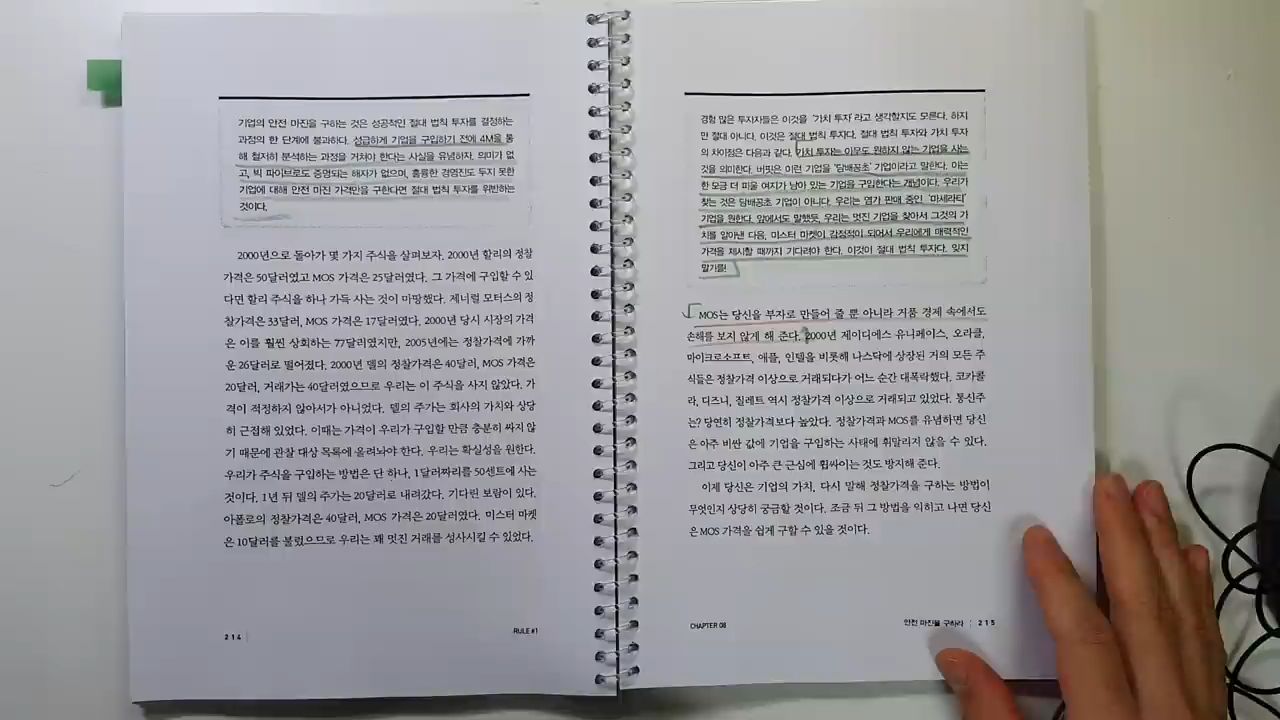 기업의 안전 마진을 구하는 것은 성공적인 절대 법칙 투자를 결정하는
과정의 한 단계에 불과하다. 성급하게 기업을 구입하기 전에 4M을 통
해 철저히 분석하는 과정을 거쳐야 한다는 사실을 유념하자. 의미가 없
고, 빅 파이브로도 증명되는 해자가 없으며, 훌륭한 경영진도 두지 못한
기업에 대해 안전 마진 가격만을 구한다면 절대 법칙 투자를 위반하는
것이다.
2000년으로 돌아가 몇 가지 주식을 살펴보자. 2000년 할리의 정찰
가격은 50달러였고 MOS 가격은 25달러였다. 그 가격에 구입할 수 있
다면 할리 주식을 하나 가득 사는 것이 마땅했다. 제너럴 모터스의 정
찰가격은 33달러, MOS 가격은 17달러였다. 2000년 당시 시장의 가격
은 이를 훨씬 상회하는 77달러였지만, 2005년에는 정찰가격에 가까
운 26달러로 떨어졌다. 2000년 델의 정찰가격은 40달러, MOS 가격은
20달러, 거래가는 40달러였으므로 우리는 이 주식을 사지 않았다. 가
격이 적정하지 않아서가 아니었다. 델의 주가는 회사의 가치와 상당
히 근접해 있었다. 이때는 가격이 우리가 구입할 만큼 충분히 싸지 않
기 때문에 관찰 대상 목록에 올려놔야 한다. 우리는 확실성을 원한다.
우리가 주식을 구입하는 방법은 단 하나, 1달러짜리를 50센트에 사는
것이다. 1년 뒤 델의 주가는 20달러로 내려갔다. 기다린 보람이 있다.
아폴로의 정찰가격은 40달러, MOS 가격은 20달러였다. 미스터 마켓
은 10달러를 불렀으므로 우리는 꽤 멋진 거래를 성사시킬 수 있었다.
214
RULE #1
경험 많은 투자자들은 이것을 '가치 투자'라고 생각할지도 모른다. 하지
만 절대 아니다. 이것은 절대 법칙 투자다. 절대 법칙 투자와 가치 투자
의 차이점은 다음과 같다. 가치 투자는 아무도 원하지 않는 기업을 사는
것을 의미한다. 버핏은 이런 기업을 '담배꽁초' 기업이라고 말한다. 이는
한 모금 더 피울 여지가 남아 있는 기업을 구입한다는 개념이다. 우리가
찾는 것은 담배꽁초 기업이 아니다. 우리는 염가 판매 중인 '마세라티'
기업을 원한다. 앞에서도 말했듯, 우리는 멋진 기업을 찾아서 그것의 가
치를 알아낸 다음, 미스터 마켓이 감정적이 되어서 우리에게 매력적인
가격을 제시할 때까지 기다려야 한다. 이것이 절대 법칙 투자다. 잊지
말기를!
MOS는 당신을 부자로 만들어 줄 뿐 아니라 거품 경제 속에서도
손해를 보지 않게 해 준다. 2000년 제이디에스 유니페이스, 오라클,
마이크로소프트, 애플, 인텔을 비롯해 나스닥에 상장된 거의 모든 주
식들은 정찰가격 이상으로 거래되다가 어느 순간 대폭락했다. 코카콜
라, 디즈니, 질레트 역시 정찰가격 이상으로 거래되고 있었다. 통신주
는? 당연히 정찰가격보다 높았다. 정찰가격과 MOS를 유념하면 당신
은 아주 비싼 값에 기업을 구입하는 사태에 휘말리지 않을 수 있다.
그리고 당신이 아주 큰 근심에 휩싸이는 것도 방지해 준다.
이제 당신은 기업의 가치, 다시 말해 정찰가격을 구하는 방법이
무엇인지 상당히 궁금할 것이다. 조금 뒤 그 방법을 익히고 나면 당신
은 MOS 가격을 쉽게 구할 수 있을 것이다.
CHAPTER 08
안전 마진을 구하라 215